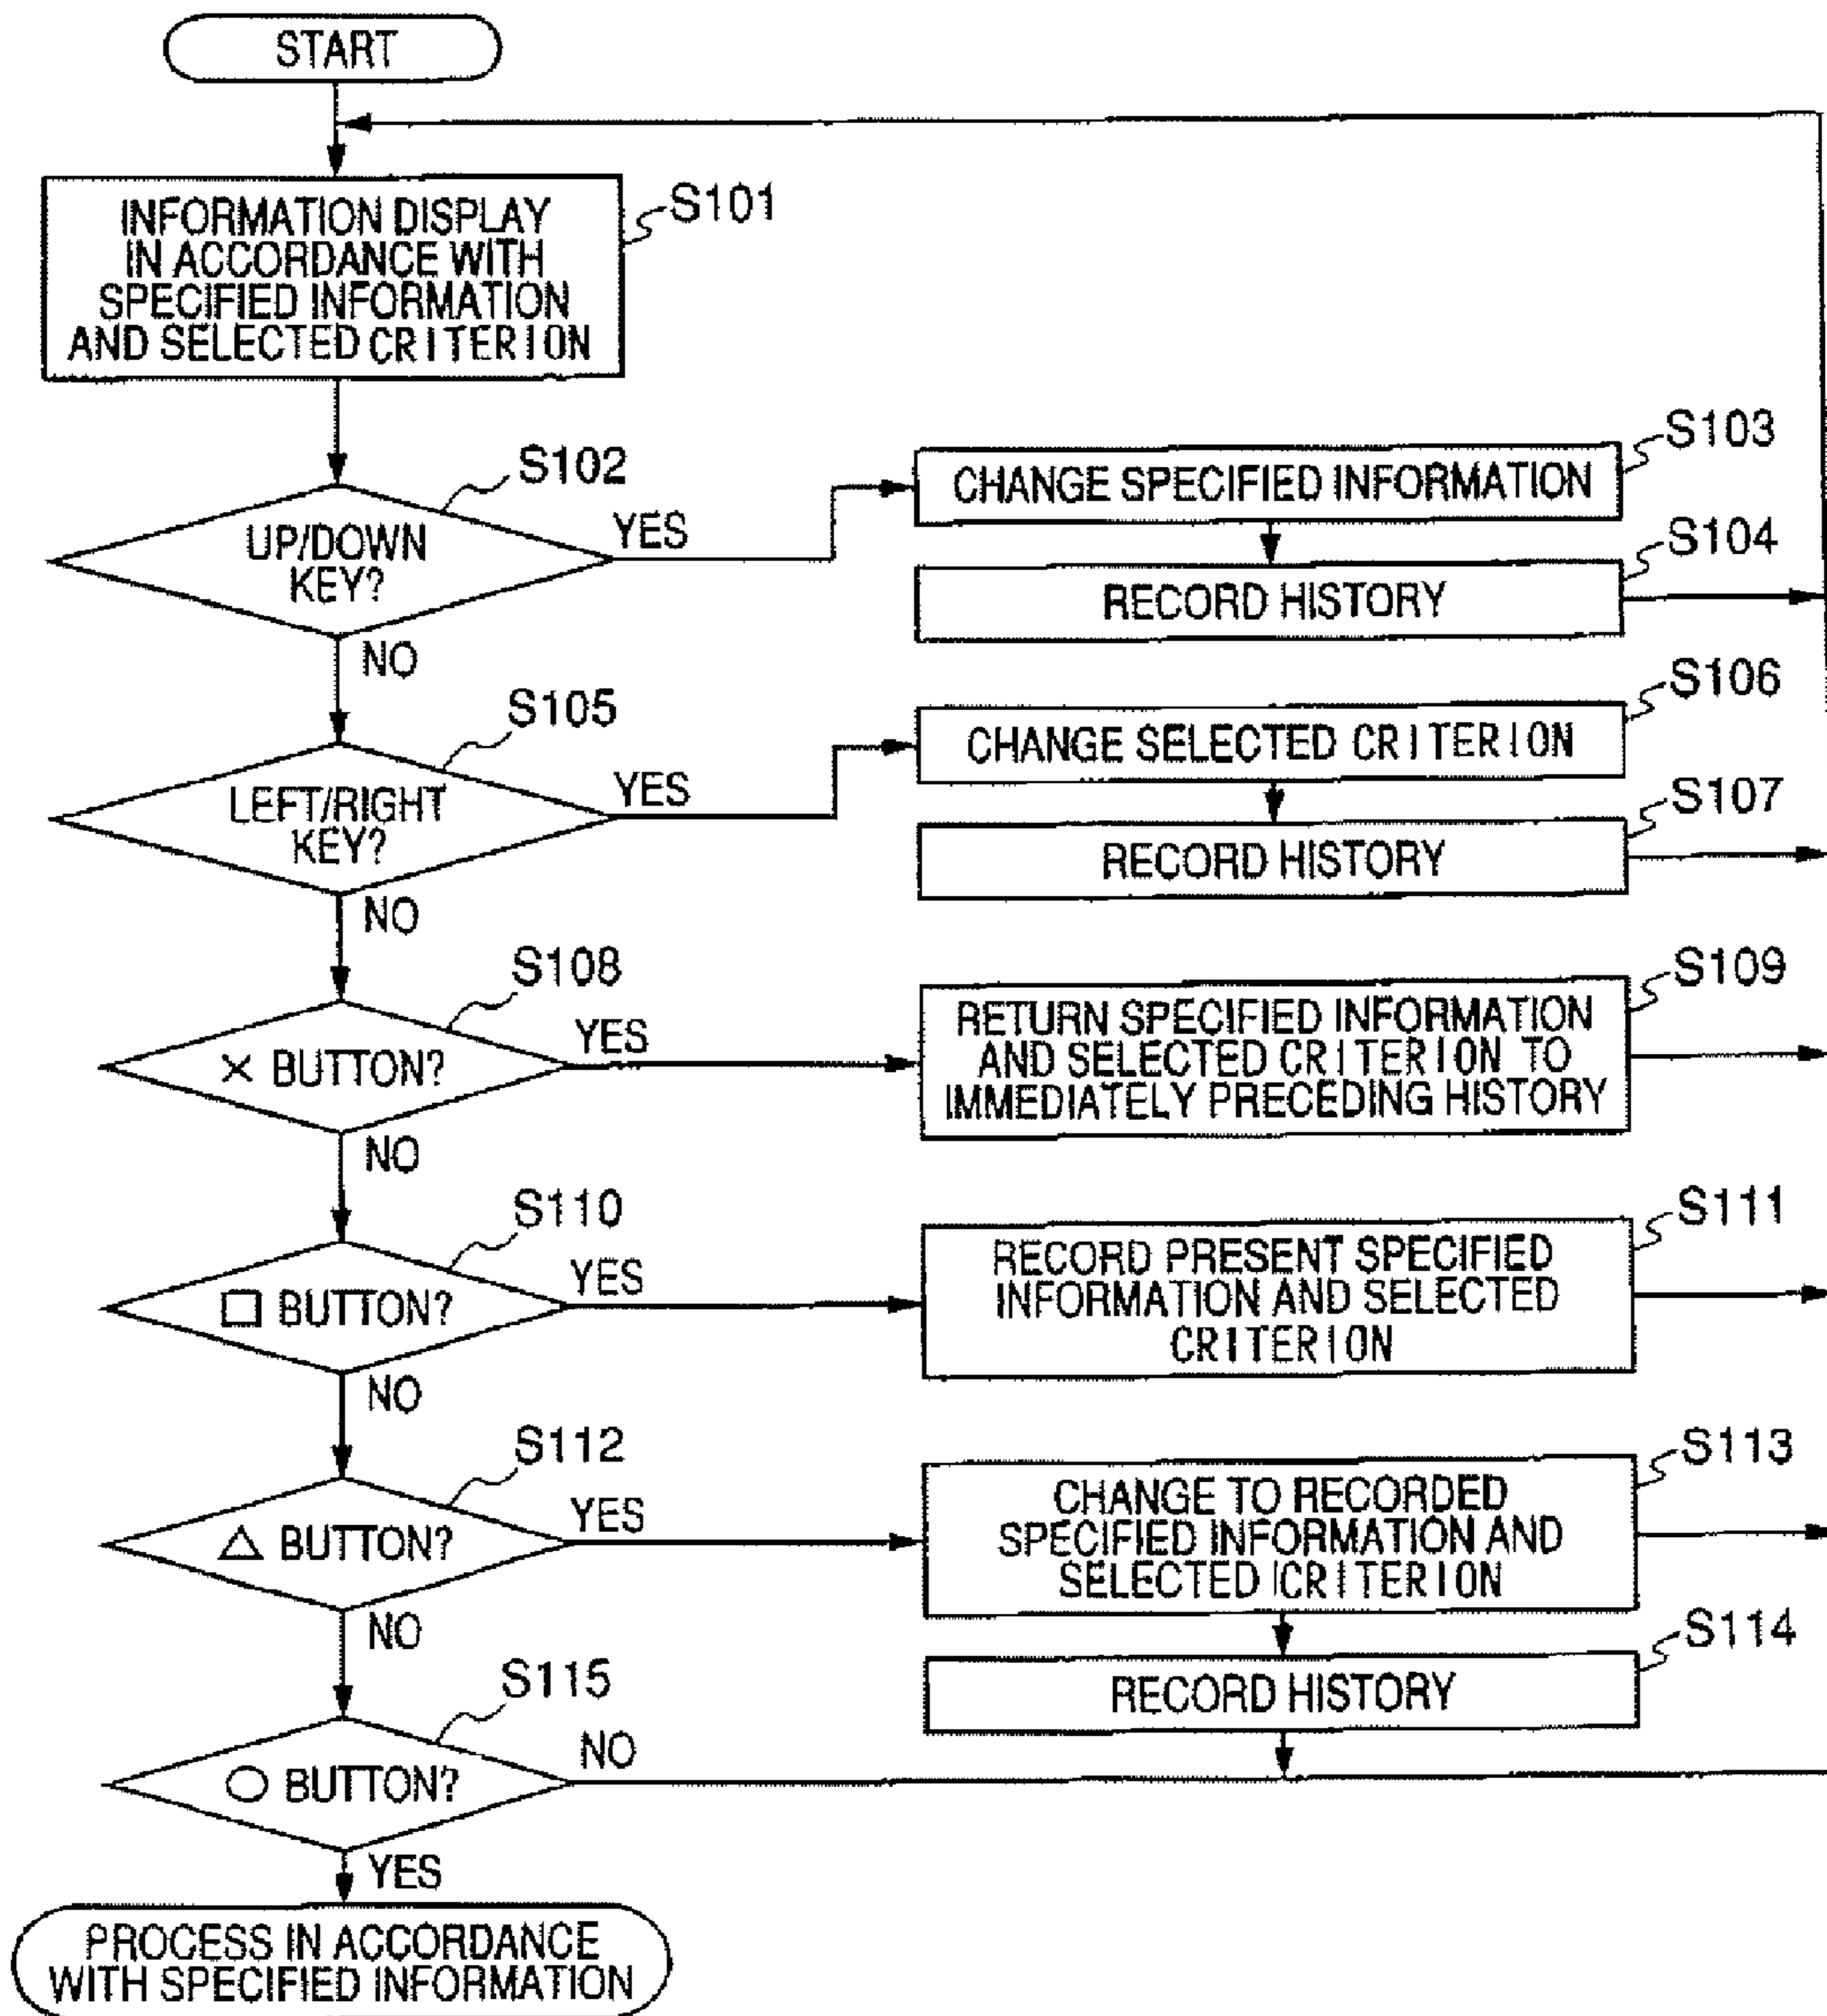 START
INFORMATION DISPLAY
IN ACCORDANCE WITH
SPECIFIED INFORMATION
AND SELECTED CRITERION
S101
UP/DOWN
KEY?
S102
YES
NO
CHANGE SPECIFIED INFORMATION
S103
RECORD HISTORY
S104
LEFT/RIGHT
KEY?
S105
YES
NO
CHANGE SELECTED CRITERION
S106
RECORD HISTORY
S107
× BUTTON?
S108
YES
NO
RETURN SPECIFIED INFORMATION
AND SELECTED CRITERION TO
IMMEDIATELY PRECEDING HISTORY
S109
□ BUTTON?
S110
YES
NO
RECORD PRESENT SPECIFIED
INFORMATION AND SELECTED
CRITERION
S111
△ BUTTON?
S112
YES
NO
CHANGE TO RECORDED
SPECIFIED INFORMATION AND
SELECTED CRITERION
S113
RECORD HISTORY
S114
○ BUTTON?
S115
NO
YES
PROCESS IN ACCORDANCE
WITH SPECIFIED INFORMATION